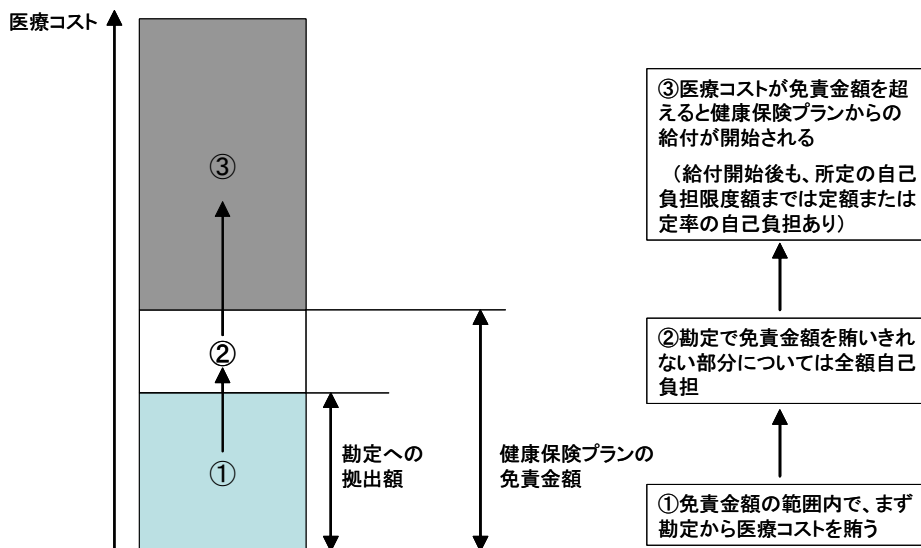 医療コスト
③
②
①
勘定への
拠出額
健康保険プランの
免責金額
③医療コストが免責金額を超
えると健康保険プランからの
給付が開始される
（給付開始後も、所定の自己
負担限度額までは定額または
定率の自己負担あり）
②勘定で免責金額を賄いきれ
ない部分については全額自己
負担
①免責金額の範囲内で、まず
勘定から医療コストを賄う